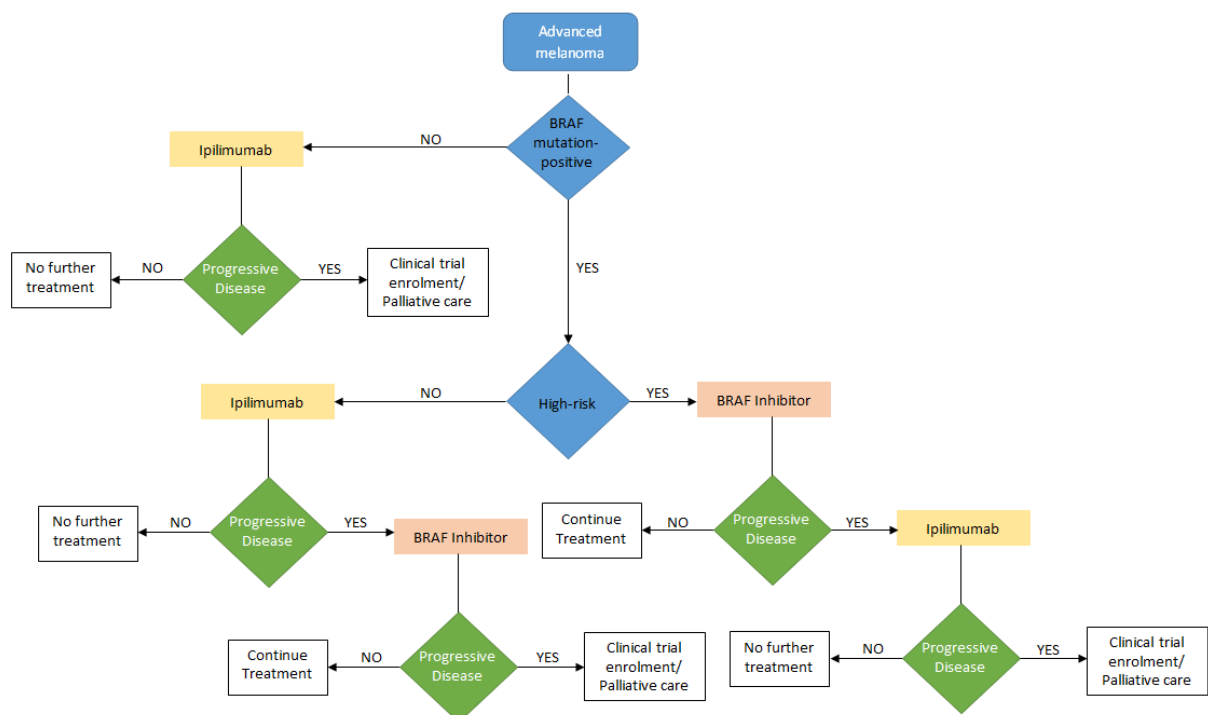 Advanced
melanoma
BRAF
mutation-
positive
NO
Ipilimumab
YES
NO
Progressive
Disease
YES
No further
treatment
Clinical trial
enrolment/
Palliative care
High-risk
NO
YES
Ipilimumab
BRAF Inhibitor
No further
treatment
NO
Progressive
Disease
YES
BRAF Inhibitor
Continue
Treatment
NO
Progressive
Disease
YES
Ipilimumab
Continue
Treatment
NO
Progressive
Disease
YES
Clinical trial
enrolment/
Palliative care
No further
treatment
NO
Progressive
Disease
YES
Clinical trial
enrolment/
Palliative care